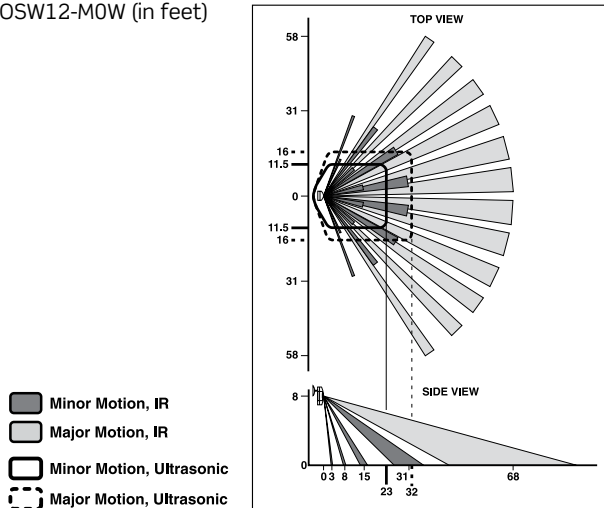 OSW12-M0W (in feet)
TOP VIEW
58
31
16
11.5
0
11.5
16
31
58
SIDE VIEW
8
0
0 3 8 15 31 68
23 32
Minor Motion, IR
Major Motion, IR
Minor Motion, Ultrasonic
Major Motion, Ultrasonic